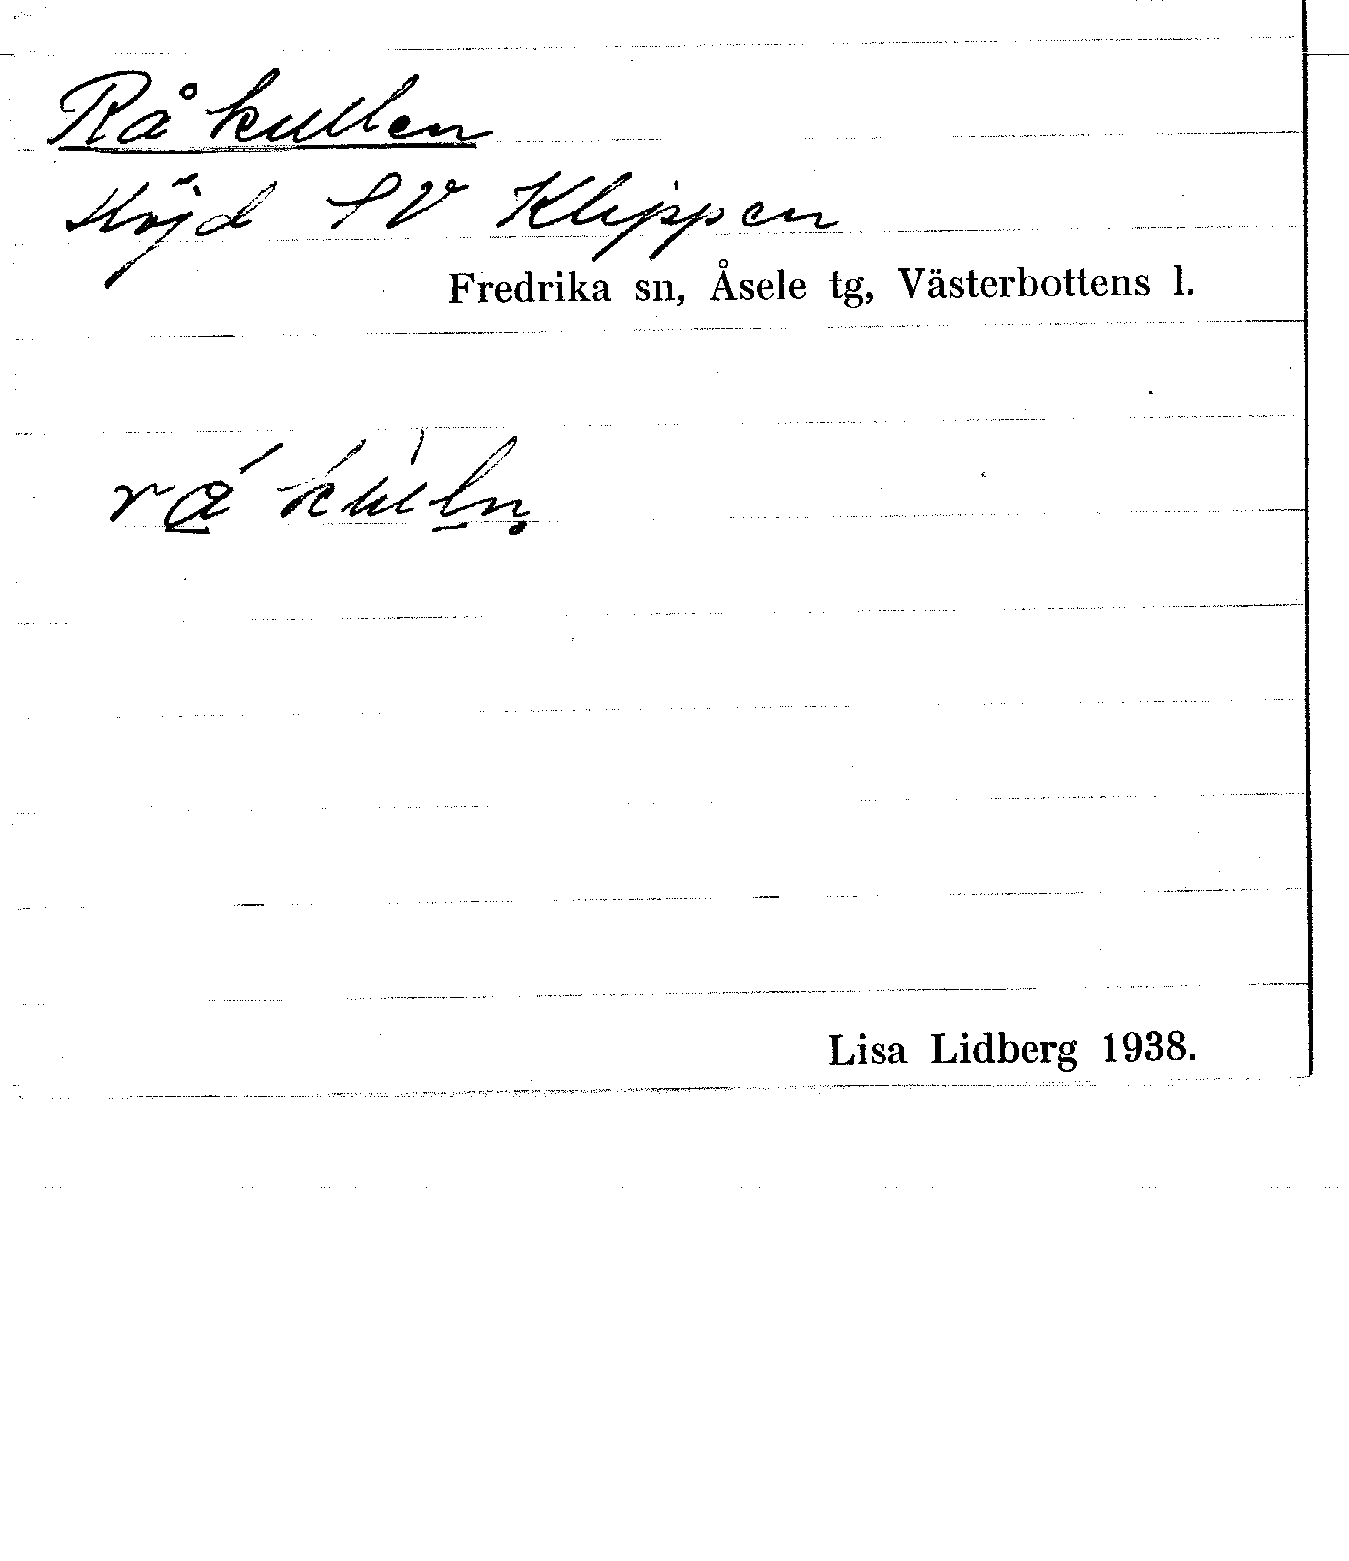 Råkullen
Höjd SV Klippen
Fredrika sn, Åsele tg, Västerbottens l.
Lisa Lidberg 1938.